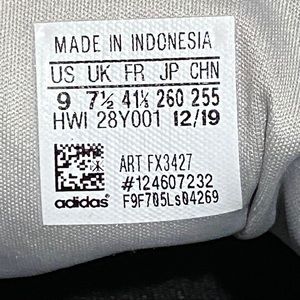 MADE IN INDONESIA
US UK FR JP CHN
9 7½ 41⅓ 260 255
HWI 28Y001 12/19
ART FX3427
#124607232
adidas F9F705Ls04269